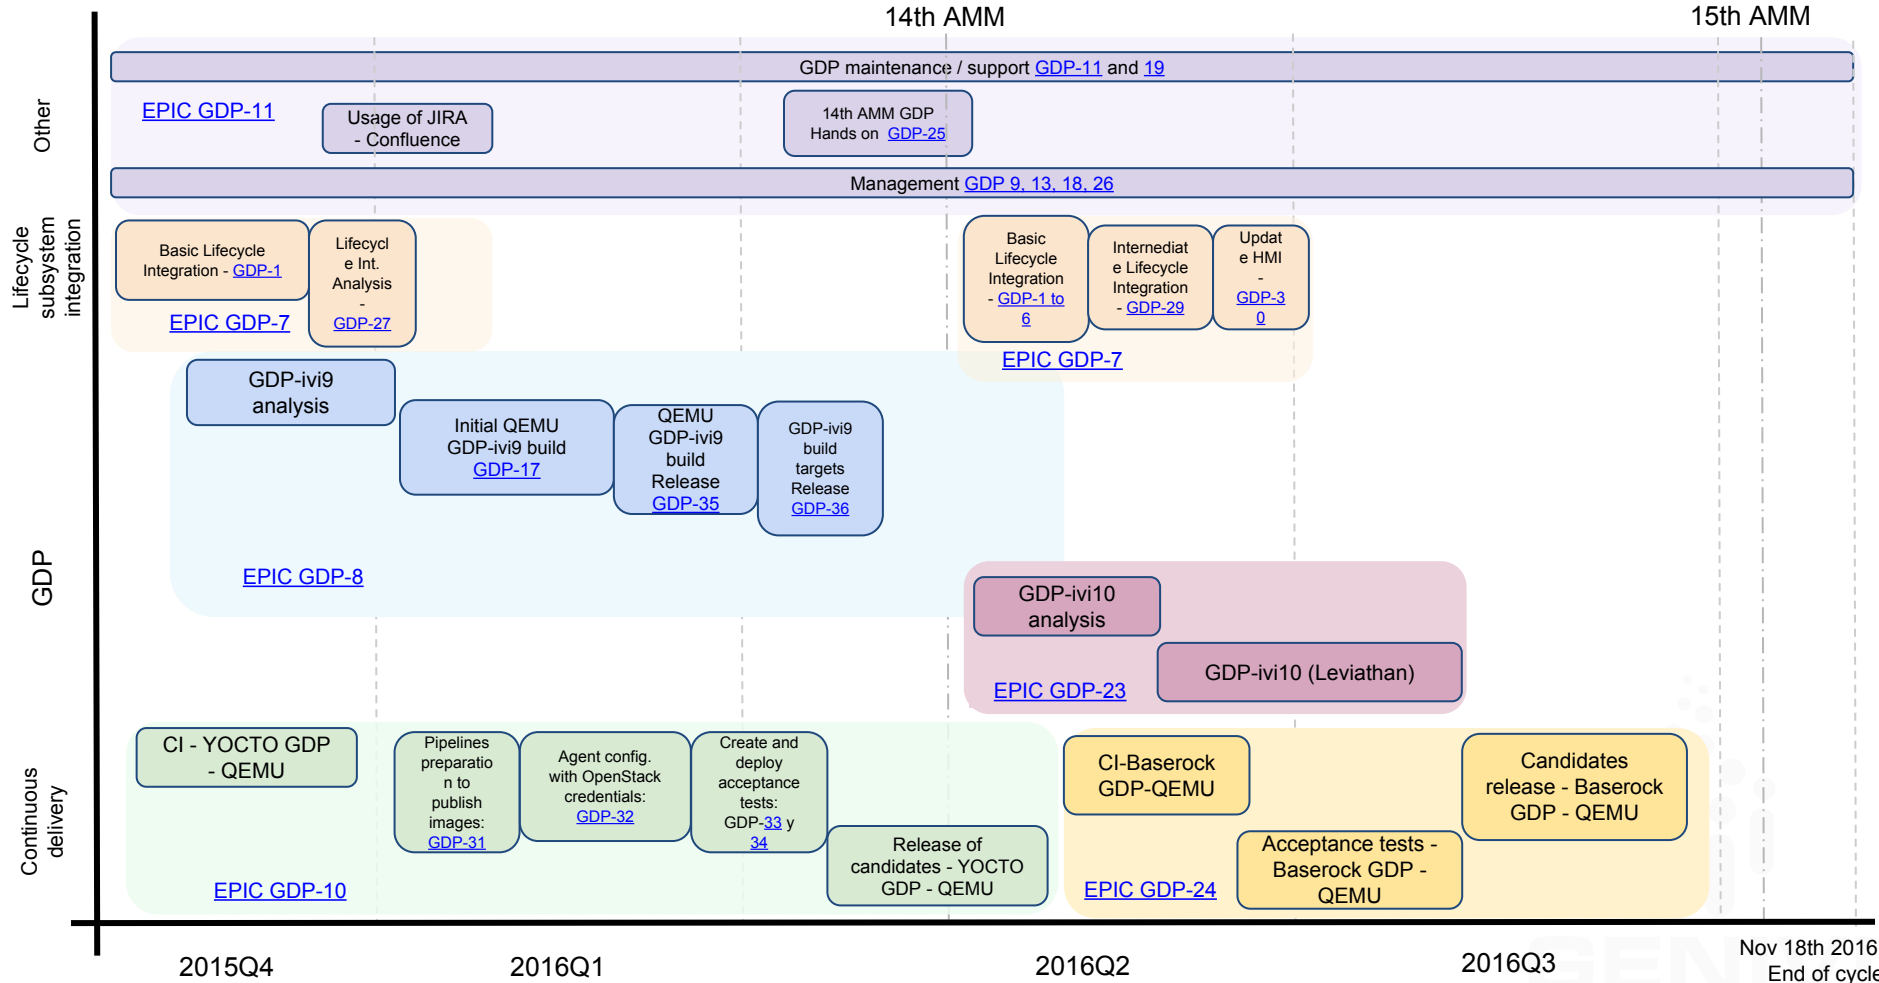 14th AMM
15th AMM
Other
GDP maintenance / support GDP-11 and 19
EPIC GDP-11
Usage of JIRA
- Confluence
14th AMM GDP
Hands on GDP-25
Management GDP 9, 13, 18, 26
Lifecycle
subsystem
integration
Basic Lifecycle
Integration - GDP-1
Lifecycl
e Int.
Analysis
-
GDP-27
EPIC GDP-7
Basic
Lifecycle
Integration
- GDP-1 to
6
Internediat
e Lifecycle
Integration
- GDP-29
Updat
e HMI
-
GDP-3
0
EPIC GDP-7
GDP
GDP-ivi9
analysis
Initial QEMU
GDP-ivi9 build
GDP-17
QEMU
GDP-ivi9
build
Release
GDP-35
GDP-ivi9
build
targets
Release
GDP-36
EPIC GDP-8
GDP-ivi10
analysis
GDP-ivi10 (Leviathan)
EPIC GDP-23
Continuous
delivery
CI - YOCTO GDP
- QEMU
Pipelines
preparatio
n to
publish
images:
GDP-31
Agent config.
with OpenStack
credentials:
GDP-32
Create and
deploy
acceptance
tests:
GDP-33 y
34
Release of
candidates - YOCTO
GDP - QEMU
EPIC GDP-10
CI-Baserock
GDP-QEMU
Acceptance tests -
Baserock GDP -
QEMU
Candidates
release - Baserock
GDP - QEMU
EPIC GDP-24
2015Q4
2016Q1
2016Q2
2016Q3
Nov 18th 2016
End of cycle